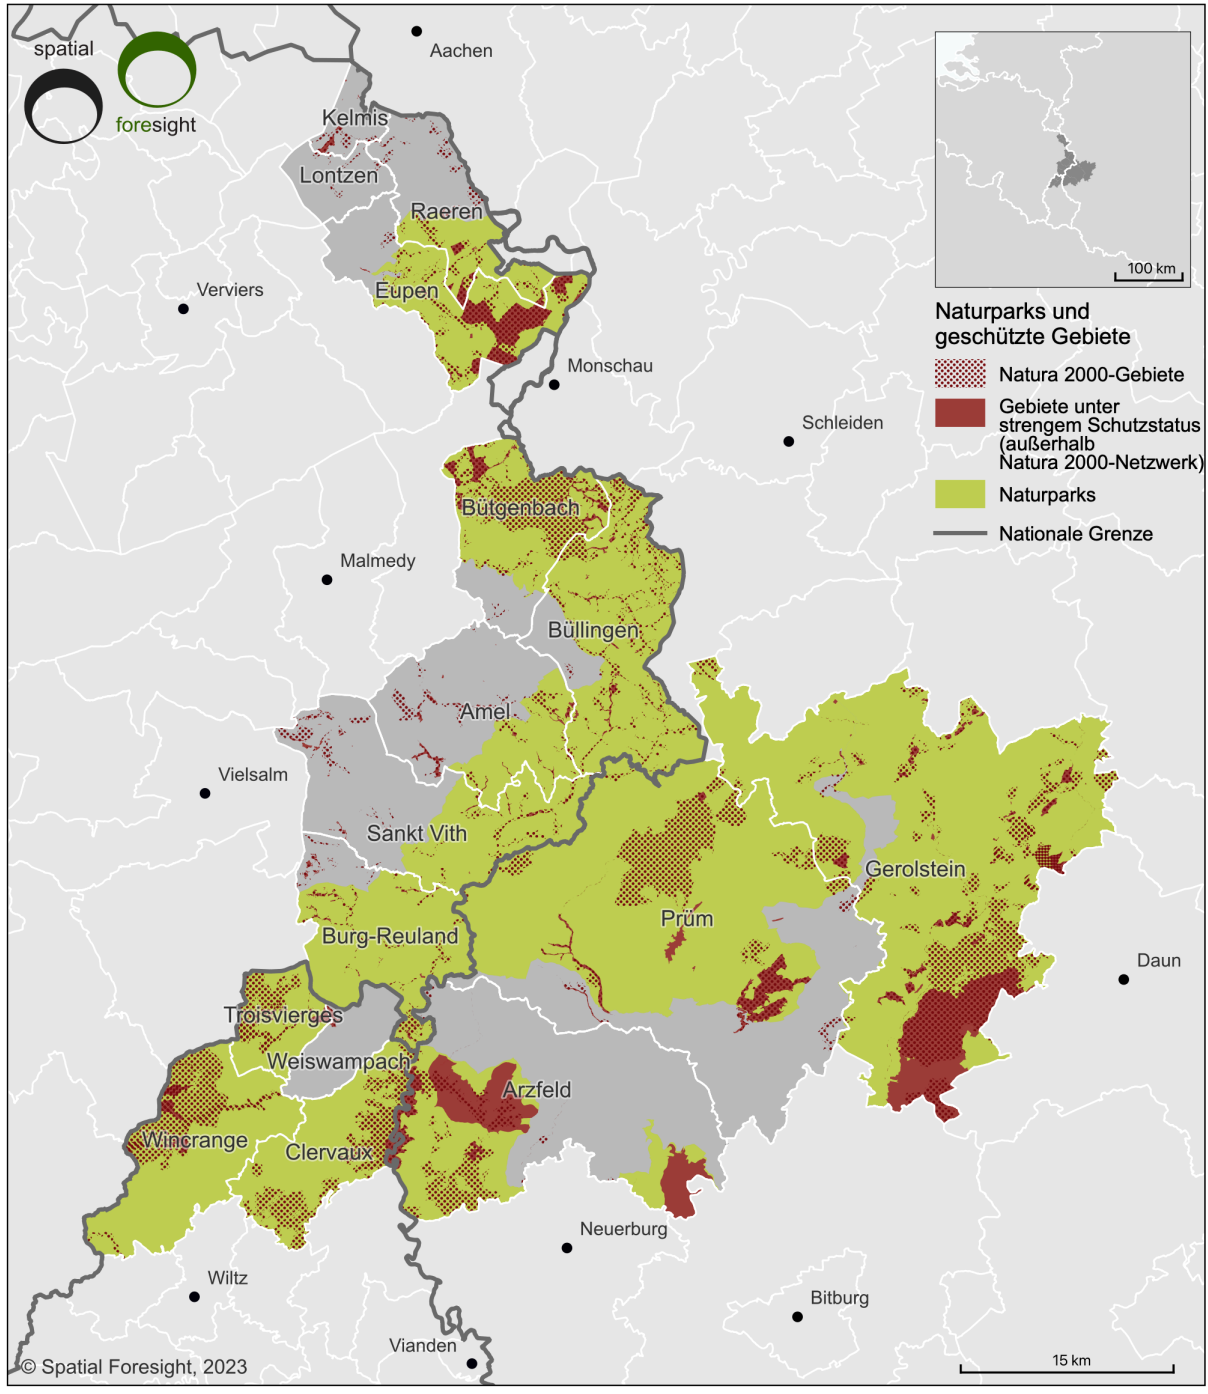 spatial
foresight
Aachen
Kelmis
Lontzen
Raeren
Eupen
Verviers
Monschau
Schleiden
Bütgenbach
Malmedy
Büllingen
Amel
Vielsalm
Sankt Vith
Gerolstein
Prüm
Burg-Reuland
Daun
Troisvierges
Weiswampach
Arzfeld
Wincrange
Clervaux
Neuerburg
Wiltz
Bitburg
Vianden
100 km
Naturparks und
geschützte Gebiete
Natura 2000-Gebiete
Gebiete unter
strengem Schutzstatus
(außerhalb
Natura 2000-Netzwerk)
Naturparks
Nationale Grenze
© Spatial Foresight, 2023
15 km